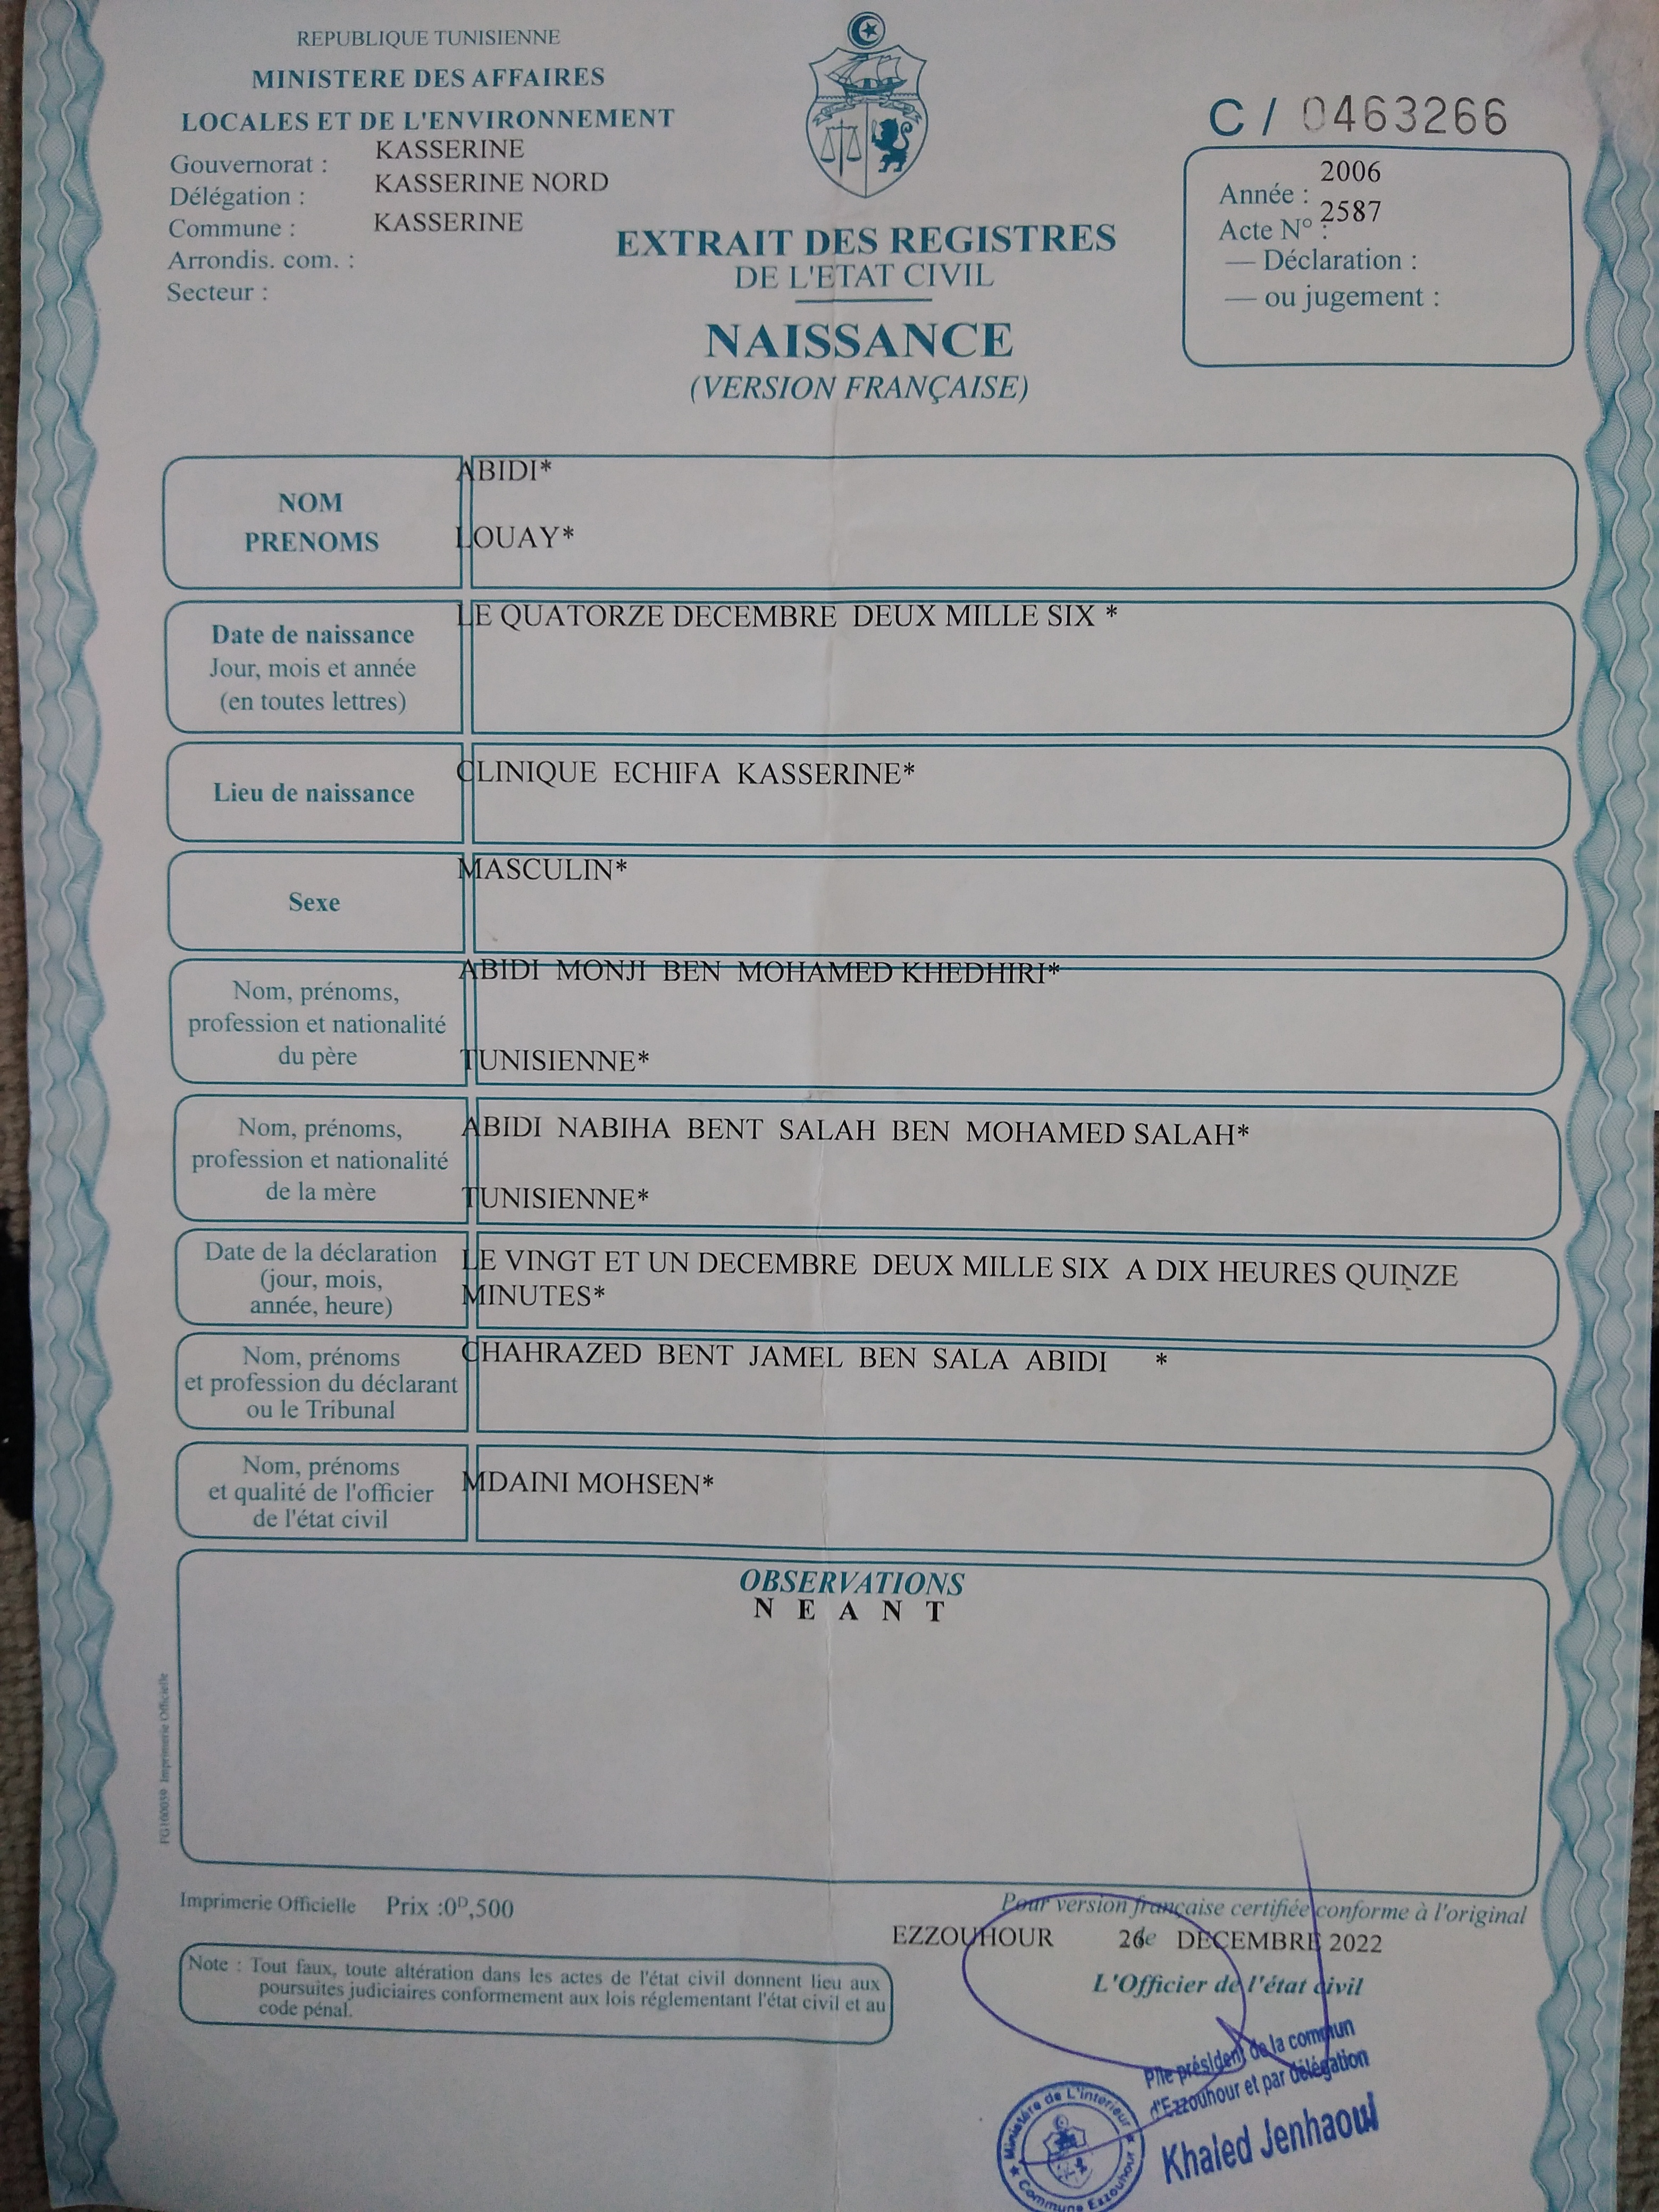 REPUBLIQUE TUNISIENNE
MINISTERE DES AFFAIRES
LOCALES ET DE L'ENVIRONNEMENT
Gouvernorat : KASSERINE
Délégation : KASSERINE NORD
Commune : KASSERINE
Arrondis. com. :
Secteur :
C / 0463266
Année : 2006
Acte N° : 2587
— Déclaration :
— ou jugement :
EXTRAIT DES REGISTRES
DE L'ETAT CIVIL
NAISSANCE
(VERSION FRANÇAISE)
NOM
PRENOMS
ABIDI*
LOUAY*
Date de naissance
Jour, mois et année
(en toutes lettres)
LE QUATORZE DECEMBRE DEUX MILLE SIX *
Lieu de naissance
CLINIQUE ECHIFA KASSERINE*
Sexe
MASCULIN*
Nom, prénoms,
profession et nationalité
du père
ABIDI MONJI BEN MOHAMED KHEDHIRI*
TUNISIENNE*
Nom, prénoms,
profession et nationalité
de la mère
ABIDI NABIHA BENT SALAH BEN MOHAMED SALAH*
TUNISIENNE*
Date de la déclaration
(jour, mois,
année, heure)
LE VINGT ET UN DECEMBRE DEUX MILLE SIX A DIX HEURES QUINZE
MINUTES*
Nom, prénoms
et profession du déclarant
ou le Tribunal
CHAHRAZED BENT JAMEL BEN SALA ABIDI *
Nom, prénoms
et qualité de l'officier
de l'état civil
MDAINI MOHSEN*
OBSERVATIONS
N E A N T
FG100059 Imprimerie Officielle
Imprimerie Officielle Prix :0D,500
Note : Tout faux, toute altération dans les actes de l'état civil donnent lieu aux
poursuites judiciaires conformement aux lois réglementant l'état civil et au
code pénal.
Pour version française certifiée conforme à l'original
EZZOUHOUR 26 le DECEMBRE 2022
L'Officier de l'état civil
P/le président de la commun
d'Ezzouhour et par délégation
Khaled Jenhaoui
Ministère de L'interieur
Commune Ezzouhour